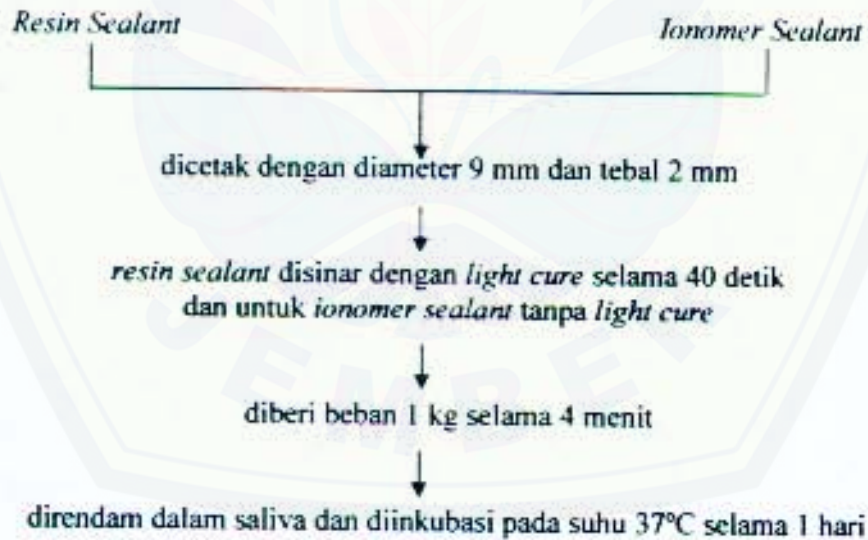 Resin Sealant
Ionomer Sealant
dicetak dengan diameter 9 mm dan tebal 2 mm
resin sealant disinar dengan light cure selama 40 detik
dan untuk ionomer sealant tanpa light cure
diberi beban 1 kg selama 4 menit
direndam dalam saliva dan diinkubasi pada suhu 37°C selama 1 hari
JEMBER